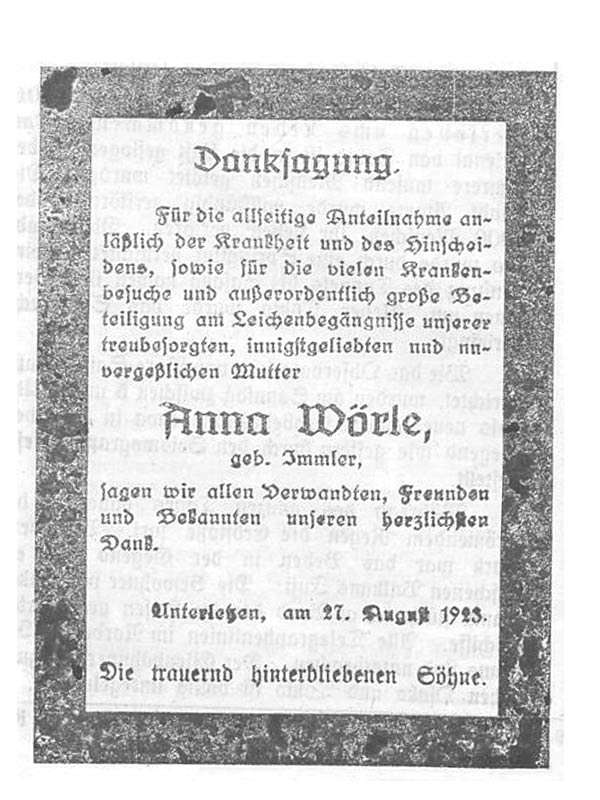 Danksagung.
Für die allseitige Anteilnahme an-
läßlich der Krankheit und des Hinschei-
dens, sowie für die vielen Kranken-
besuche und außerordentlich große Be-
teiligung am Leichenbegängnisse unserer
treubesorgten, innigstgeliebten und un-
vergeßlichen Mutter
Anna Wörle,
geb. Immler,
sagen wir allen Verwandten, Freunden
und Bekannten unseren herzlichsten
Dank.
Unterletzen, am 27. August 1923.
Die trauernd hinterbliebenen Söhne.